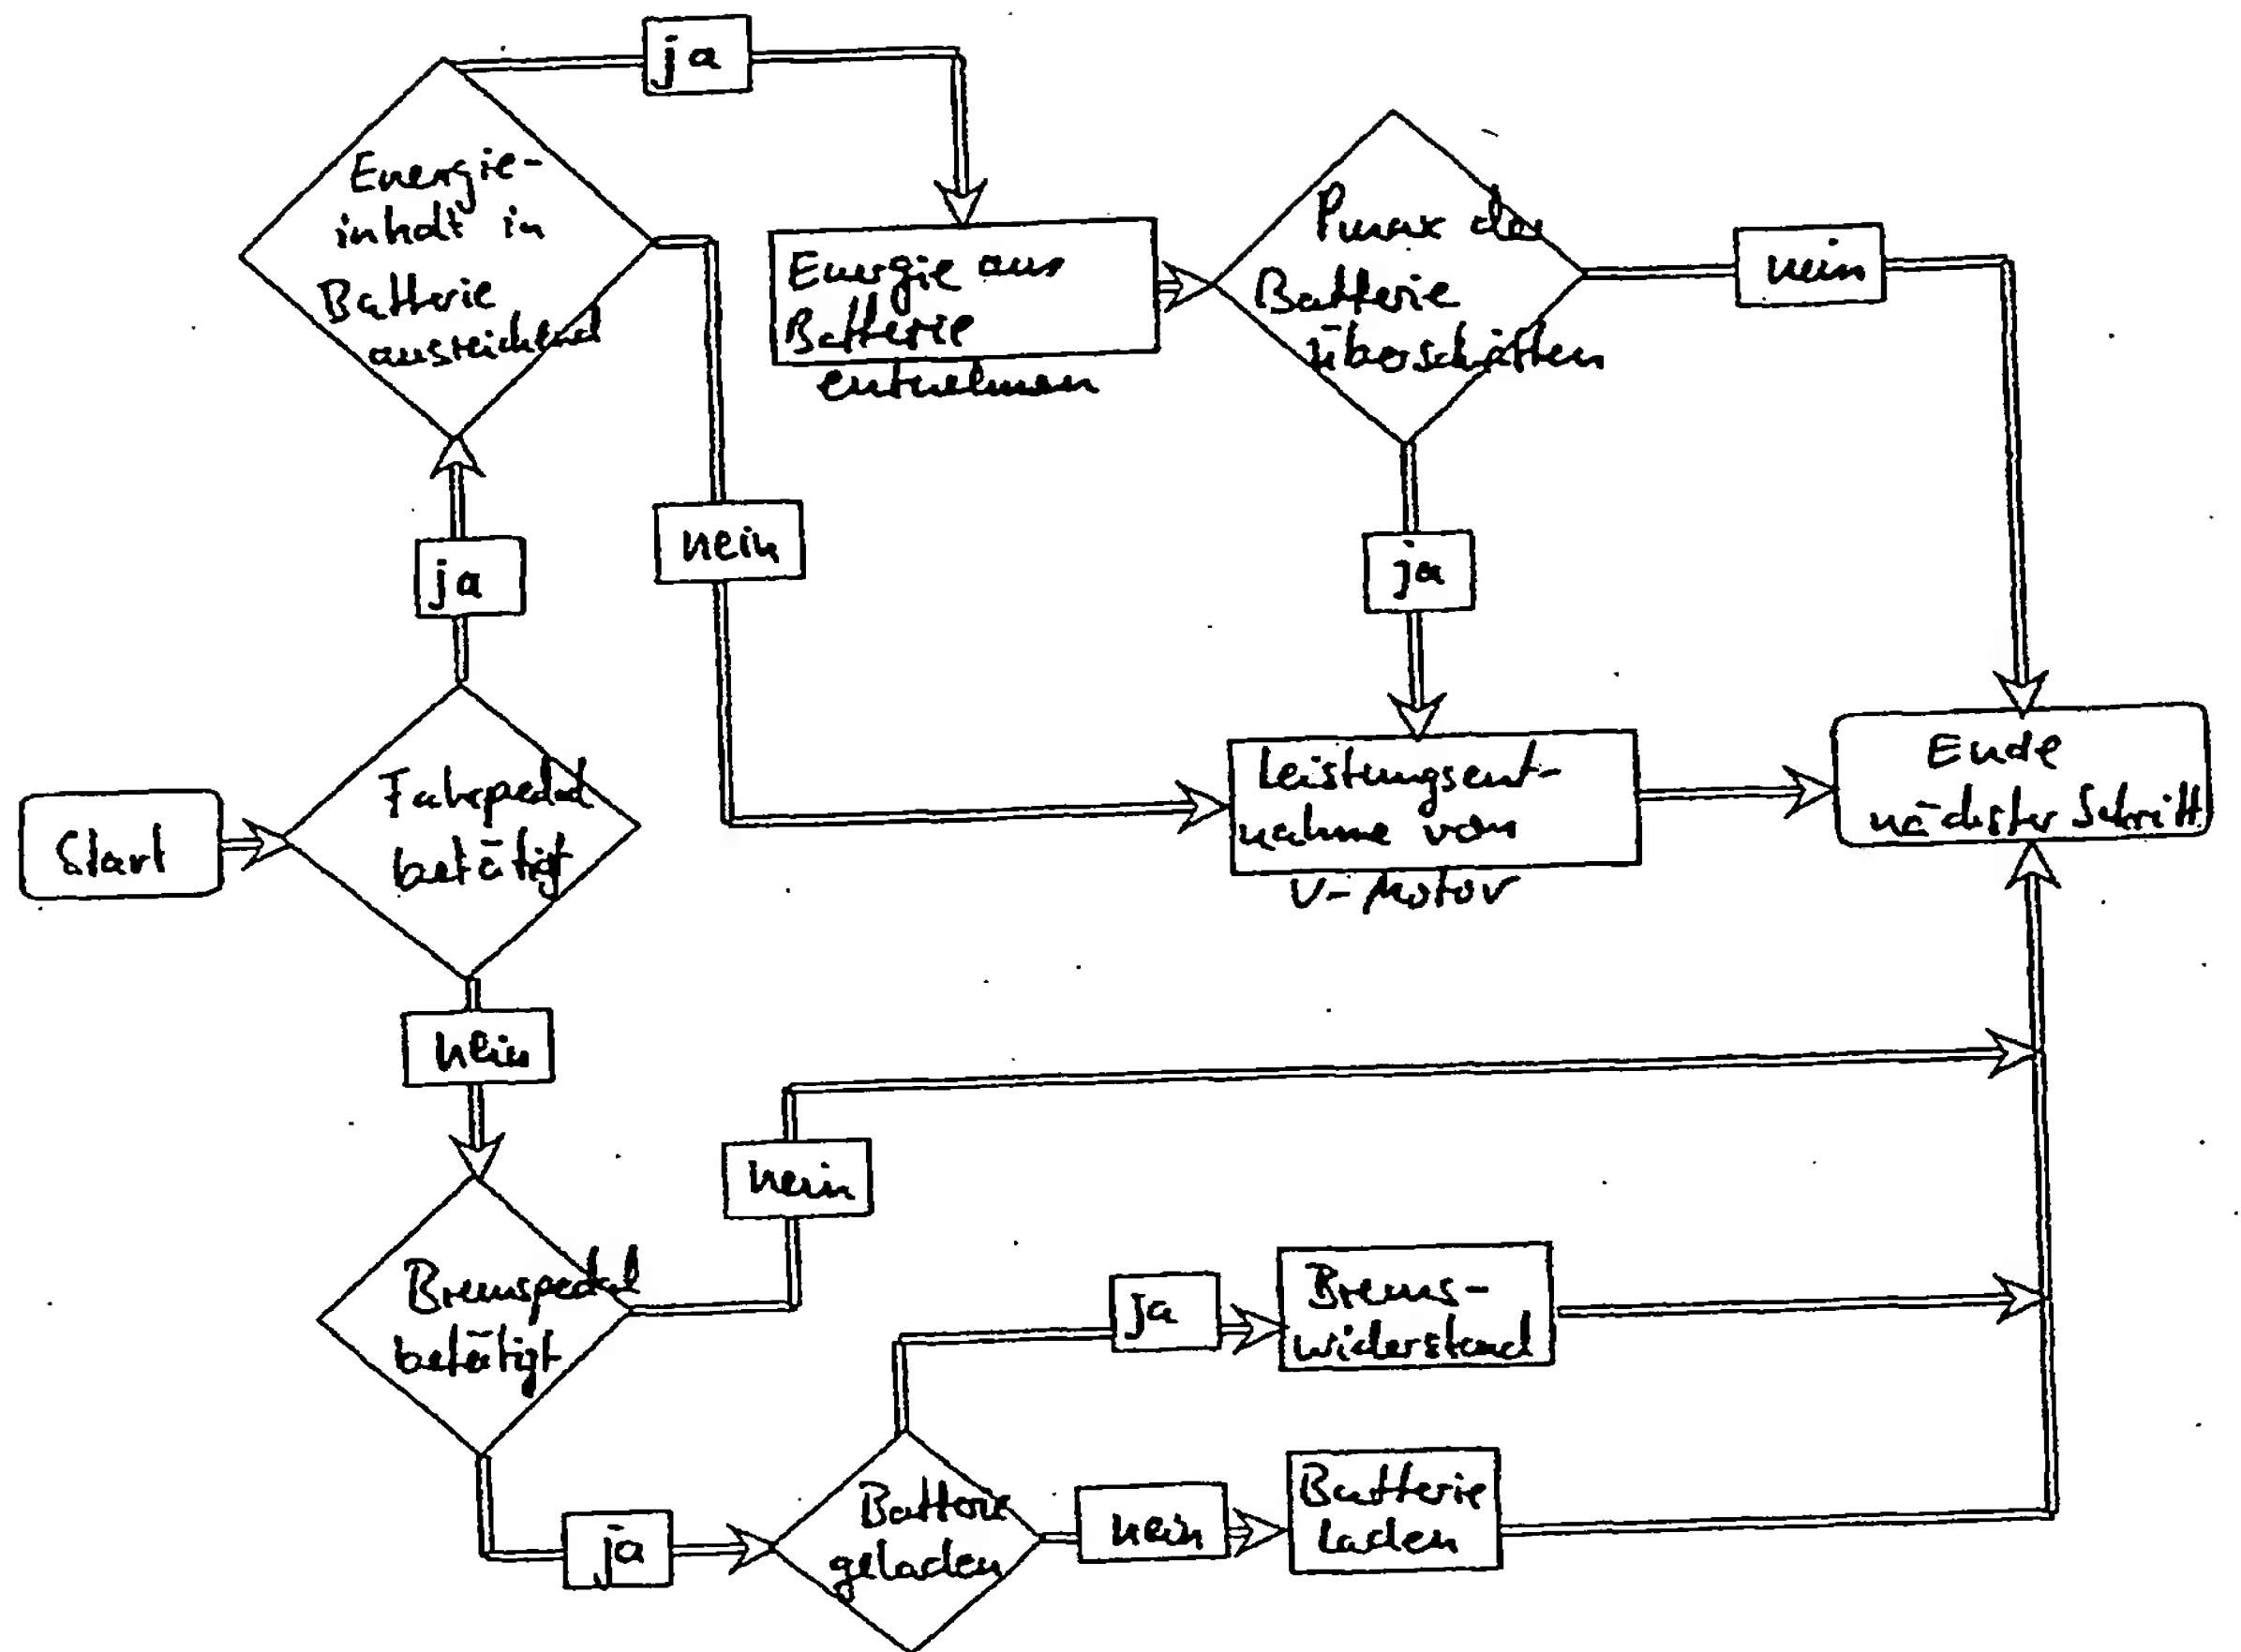 ja
Energie-
inhalt in
Batterie
ausreichend
Energie aus
Batterie
entnehmen
Pmax der
Batterie
überschritten
nein
ja
nein
ja
Start
Fahrpedal
betätigt
Leistungsent-
nahme von
V-Motor
Ende
nächster Schritt
nein
nein
Bremspedal
betätigt
ja
Brems-
widerstand
ja
Batterie
geladen
nein
Batterie
laden